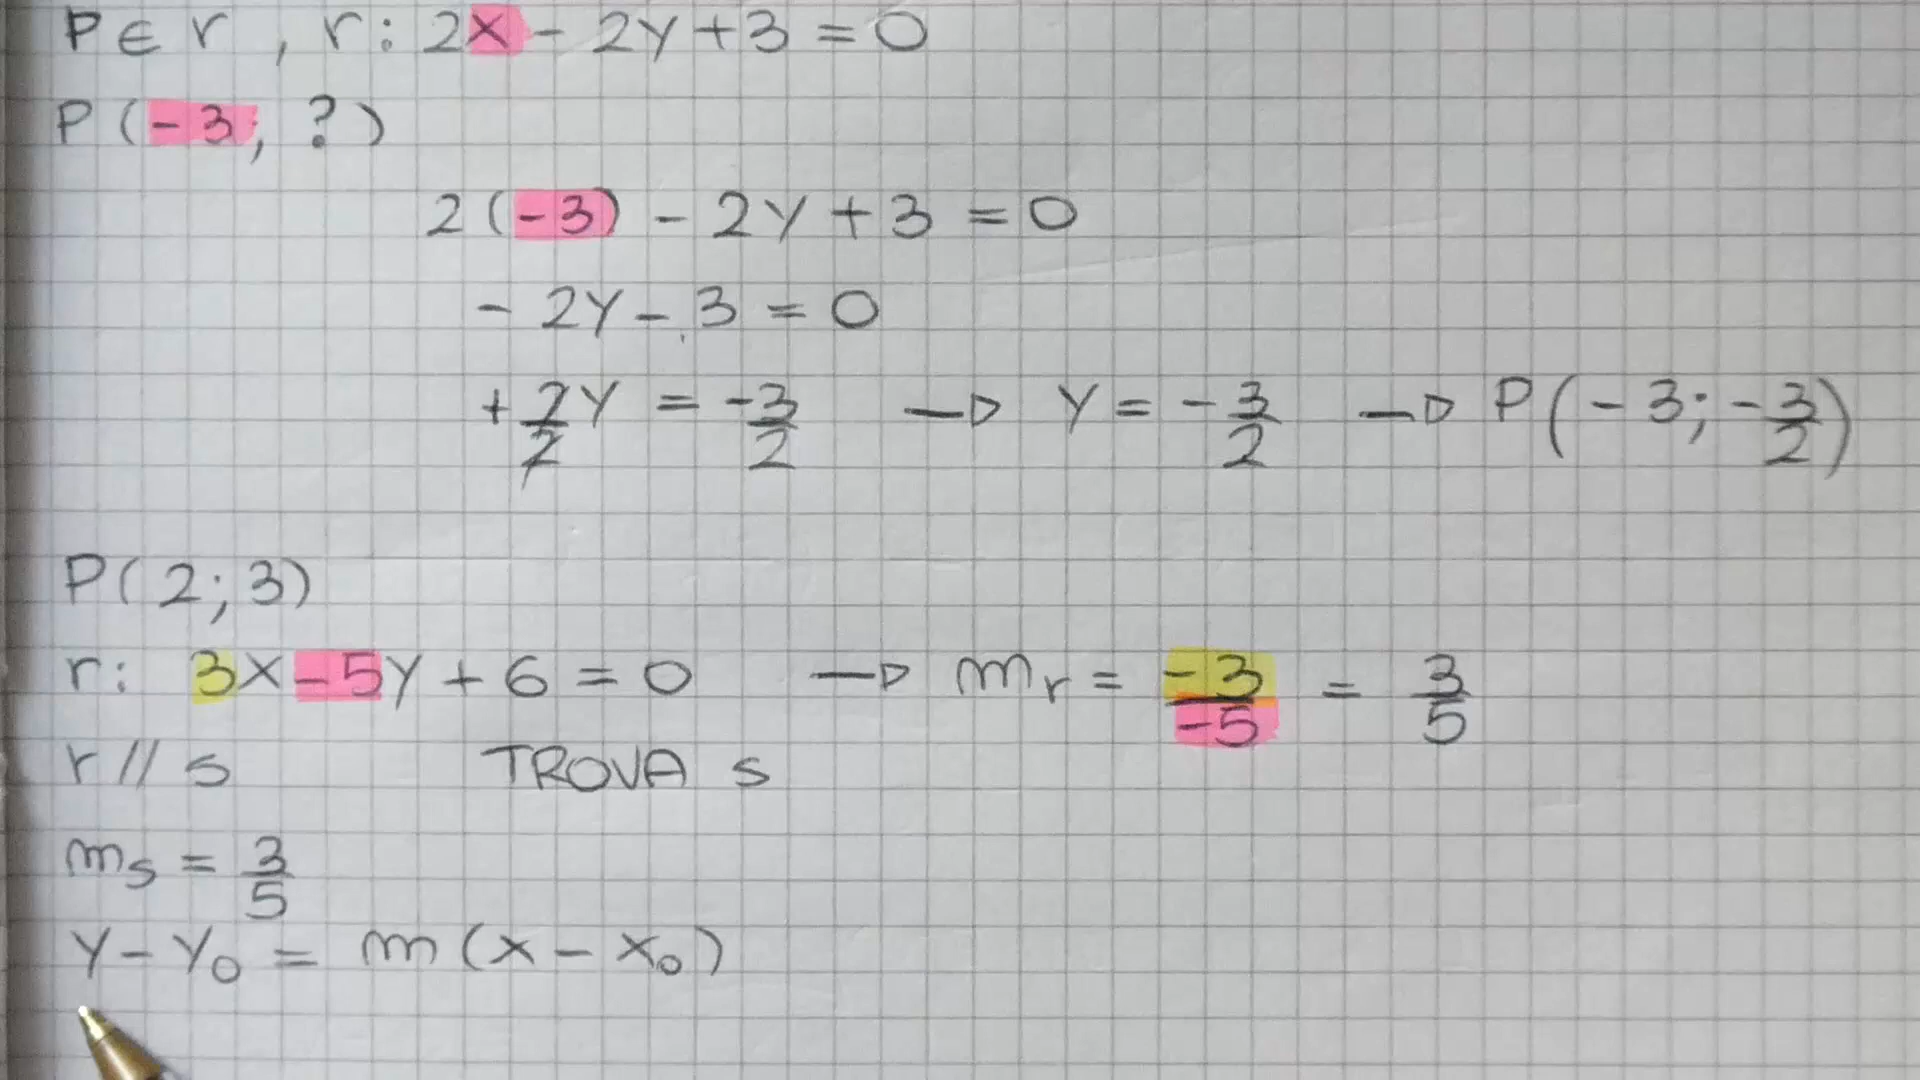 P ∈ r , r: 2x - 2y + 3 = 0
P(-3; ?)
2(-3) - 2y + 3 = 0
- 2y - 3 = 0
+ 2/2 y = -3/2 → y = - 3/2 → P(-3; -3/2)
P(2; 3)
r: 3x - 5y + 6 = 0 → mr = -3/-5 = 3/5
r // s TROVA s
ms = 3/5
y - y0 = m(x - x0)